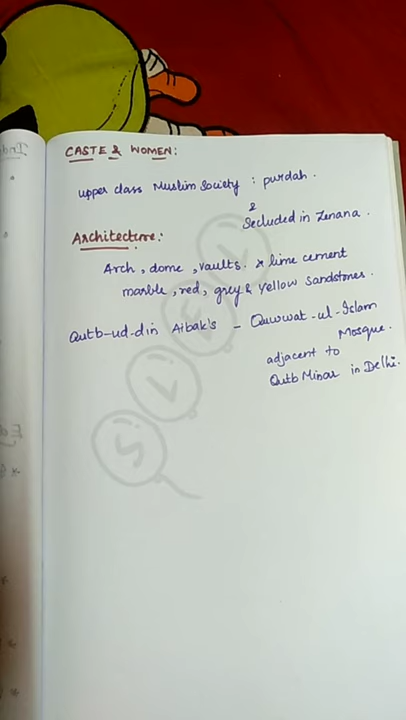 CASTE & WOMEN:
upper class Muslim Society : purdah.
&
Secluded in Zenana.
Architecture:
Arch, dome, vaults. * lime cement
marble, red, grey & yellow sandstones.
Qutb-ud-din Aibak's - Quwwat-ul-Islam
Mosque.
adjacent to
Qutb Minar in Delhi.